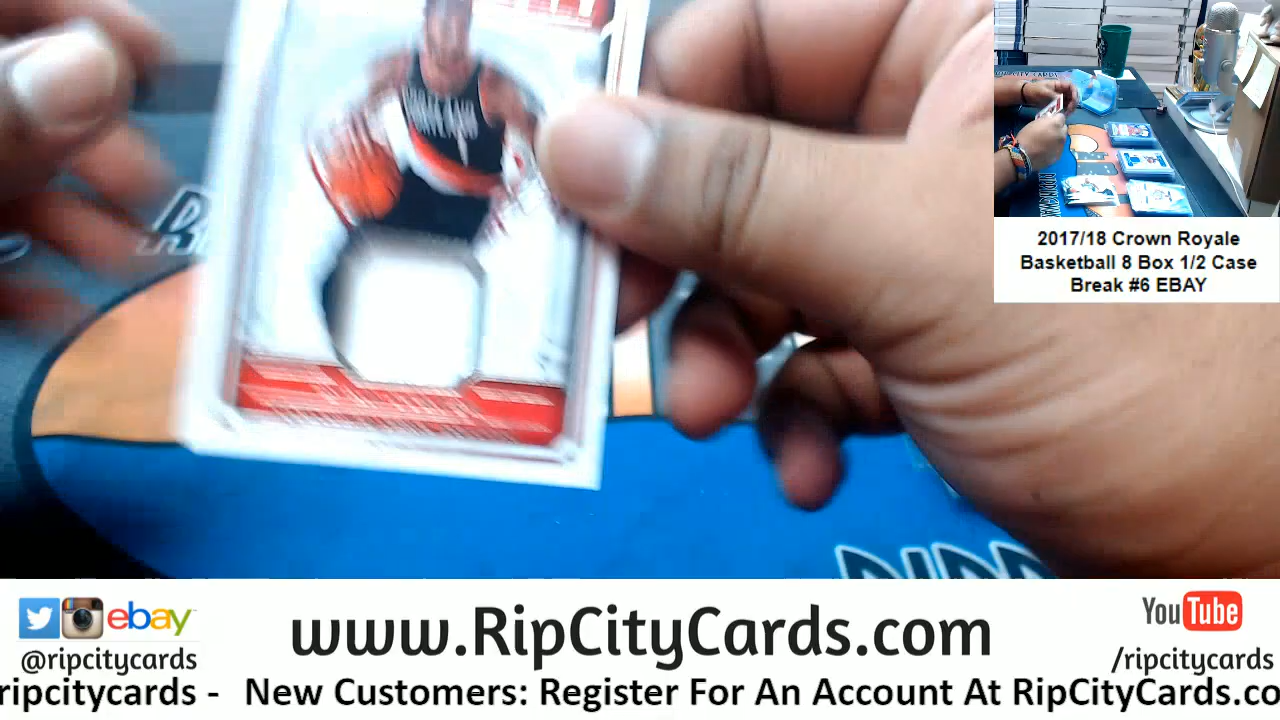 2017/18 Crown Royale
Basketball 8 Box 1/2 Case
Break #6 EBAY
ebay
@ripcitycards
www.RipCityCards.com
YouTube
/ripcitycards
ripcitycards - New Customers: Register For An Account At RipCityCards.co